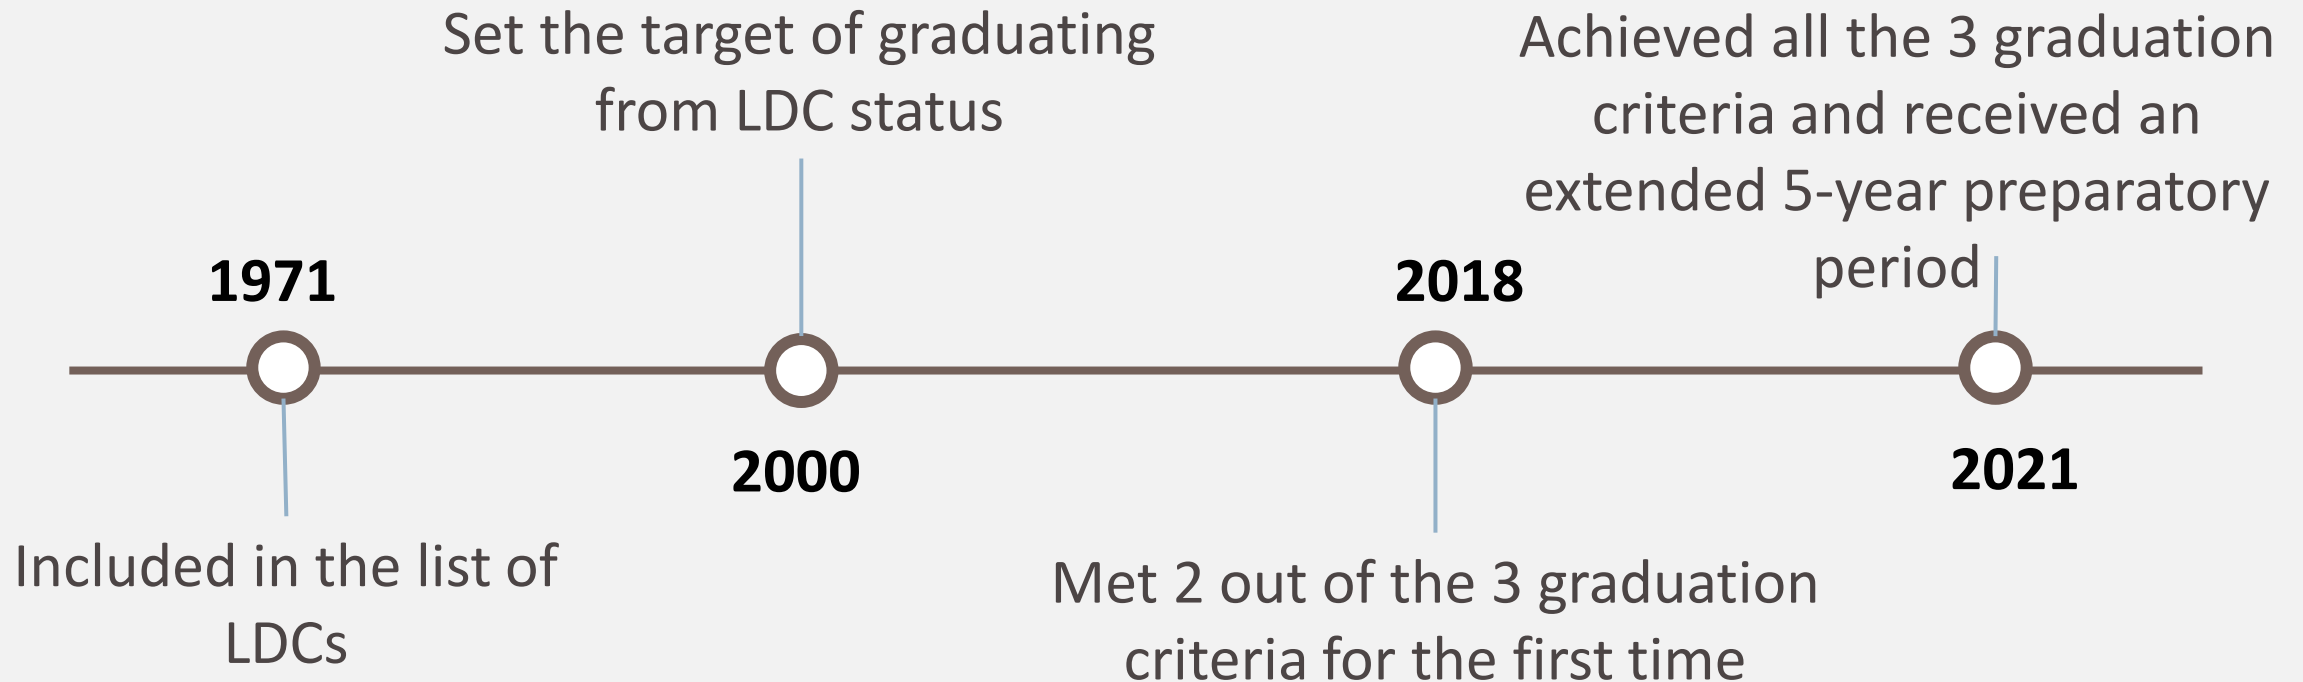 Set the target of graduating
from LDC status
Achieved all the 3 graduation
criteria and received an
extended 5-year preparatory
period
1971
2018
2000
2021
Included in the list of
LDCs
Met 2 out of the 3 graduation
criteria for the first time